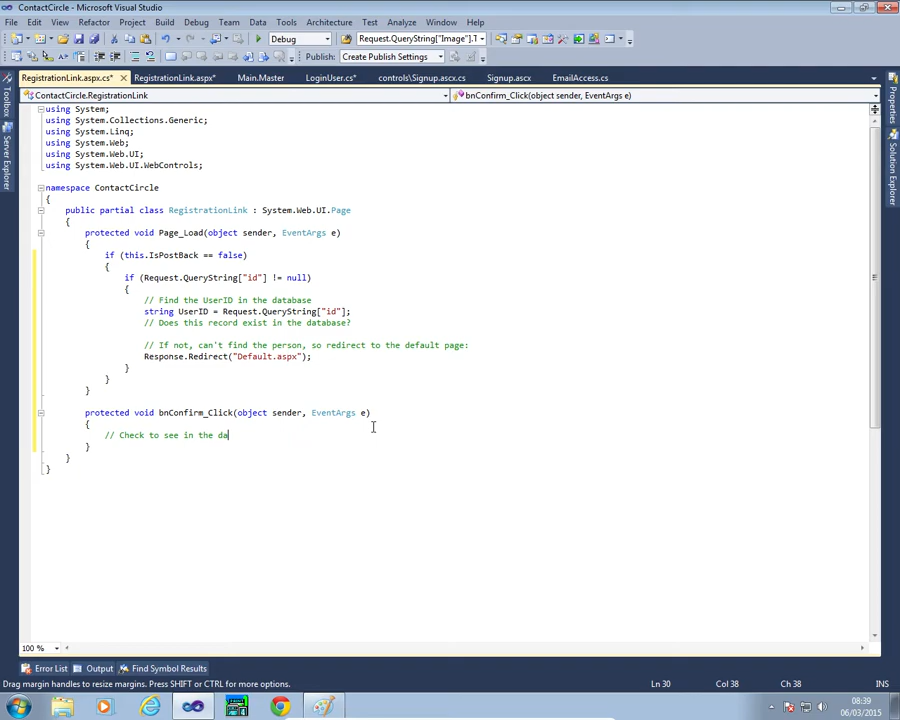 ContactCircle - Microsoft Visual Studio
File Edit View Refactor Project Build Debug Team Data Tools Architecture Test Analyze Window Help
Debug Request.QueryString["Image"].T
Publish: Create Publish Settings
RegistrationLink.aspx.cs* RegistrationLink.aspx* Main.Master LoginUser.cs* controls\Signup.ascx.cs Signup.ascx EmailAccess.cs
ContactCircle.RegistrationLink bnConfirm_Click(object sender, EventArgs e)
Toolbox
Server Explorer
Properties
Solution Explorer
using System;
using System.Collections.Generic;
using System.Linq;
using System.Web;
using System.Web.UI;
using System.Web.UI.WebControls;
namespace ContactCircle
{
public partial class RegistrationLink : System.Web.UI.Page
{
protected void Page_Load(object sender, EventArgs e)
{
if (this.IsPostBack == false)
{
if (Request.QueryString["id"] != null)
{
// Find the UserID in the database
string UserID = Request.QueryString["id"];
// Does this record exist in the database?
// If not, can't find the person, so redirect to the default page:
Response.Redirect("Default.aspx");
}
}
}
protected void bnConfirm_Click(object sender, EventArgs e)
{
// Check to see in the da
}
}
}
100 %
Error List Output Find Symbol Results
Drag margin handles to resize margins. Press SHIFT or CTRL for more options. Ln 30 Col 38 Ch 38 INS
08:39
06/03/2015